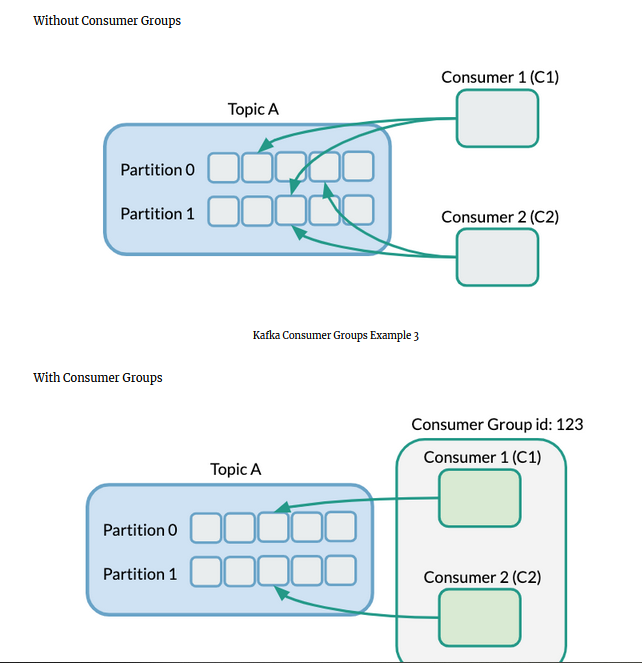 Without Consumer Groups
Consumer 1 (C1)
Topic A
Partition 0
Partition 1
Consumer 2 (C2)
Kafka Consumer Groups Example 3
With Consumer Groups
Consumer Group id: 123
Consumer 1 (C1)
Topic A
Partition 0
Partition 1
Consumer 2 (C2)